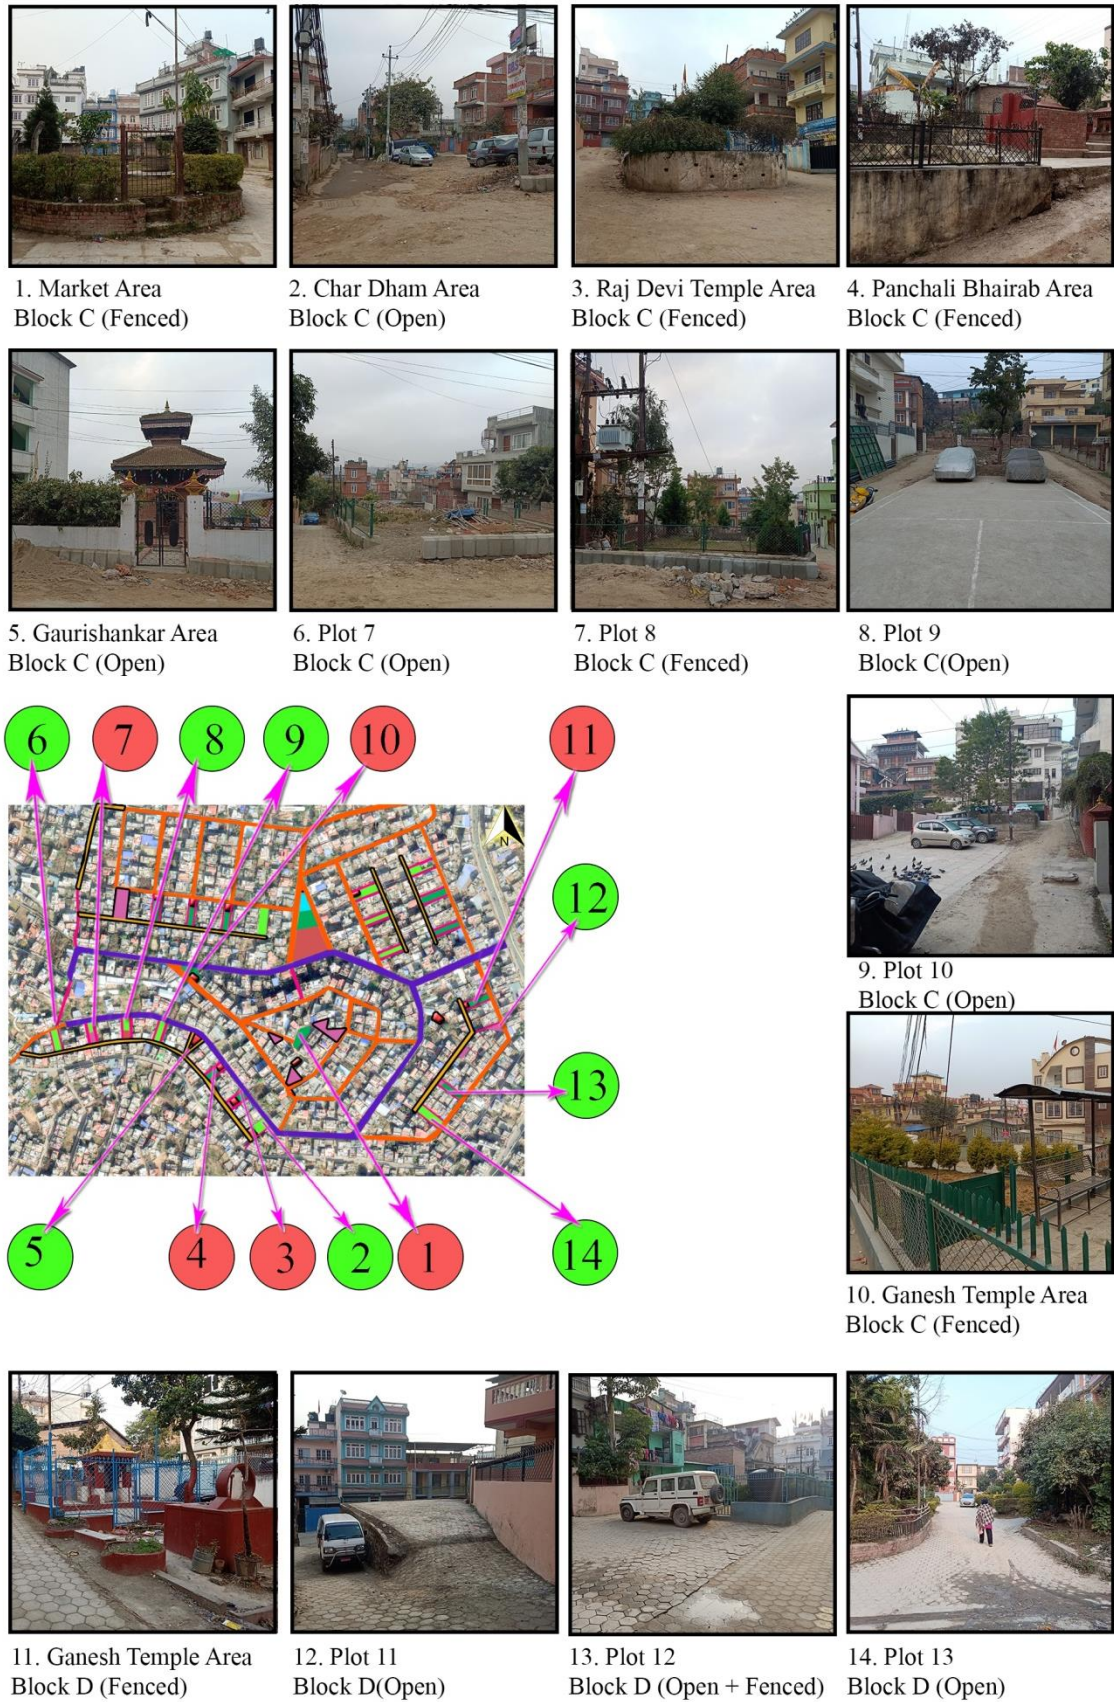 1. Market Area
Block C (Fenced)
2. Char Dham Area
Block C (Open)
3. Raj Devi Temple Area
Block C (Fenced)
4. Panchali Bhairab Area
Block C (Fenced)
5. Gaurishankar Area
Block C (Open)
6. Plot 7
Block C (Open)
7. Plot 8
Block C (Fenced)
8. Plot 9
Block C(Open)
6
7
8
9
10
11
N
12
13
5
4
3
2
1
14
9. Plot 10
Block C (Open)
10. Ganesh Temple Area
Block C (Fenced)
11. Ganesh Temple Area
Block D (Fenced)
12. Plot 11
Block D(Open)
13. Plot 12
Block D (Open + Fenced)
14. Plot 13
Block D (Open)